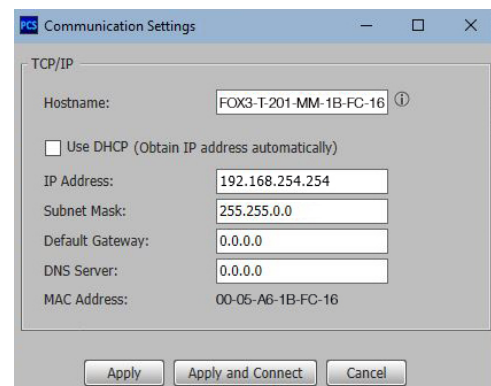 PCS Communication Settings
TCP/IP
Hostname: FOX3-T-201-MM-1B-FC-16
Use DHCP (Obtain IP address automatically)
IP Address: 192.168.254.254
Subnet Mask: 255.255.0.0
Default Gateway: 0.0.0.0
DNS Server: 0.0.0.0
MAC Address: 00-05-A6-1B-FC-16
Apply Apply and Connect Cancel